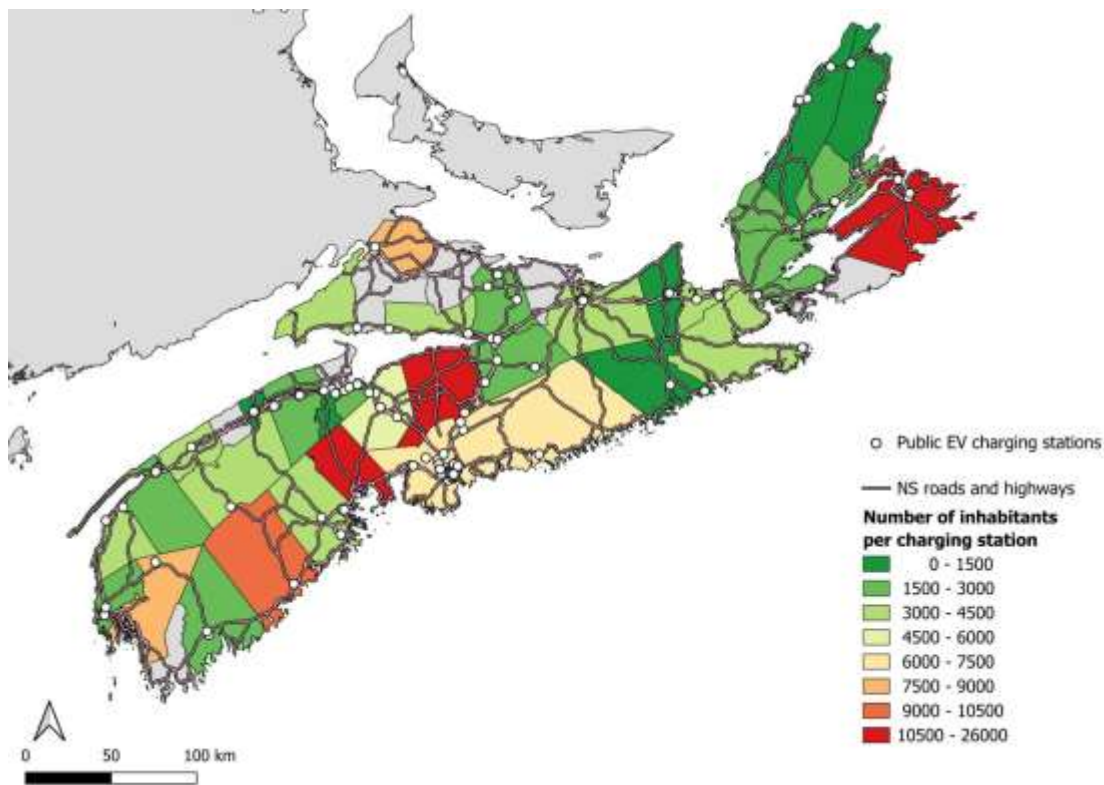 Public EV charging stations
NS roads and highways
Number of inhabitants
per charging station
0 - 1500
1500 - 3000
3000 - 4500
4500 - 6000
6000 - 7500
7500 - 9000
9000 - 10500
10500 - 26000
0 50 100 km